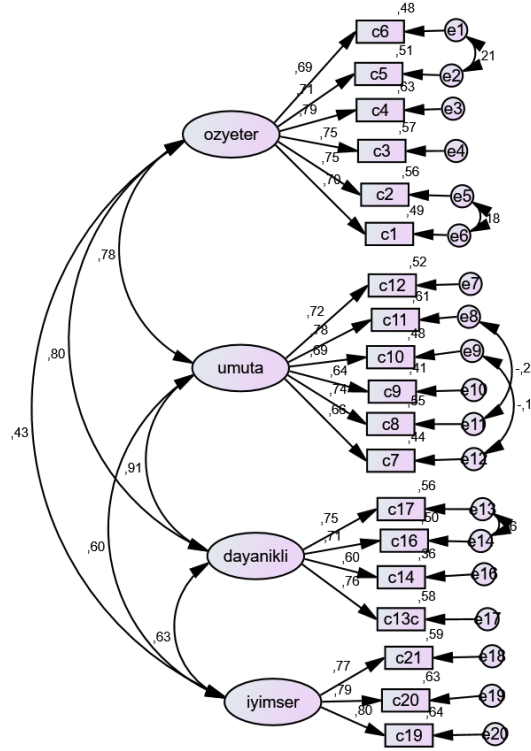 ,48
c6
e1
,51
,21
,69
c5
e2
,71
,63
,79
c4
e3
ozyeter
,57
,75
c3
e4
,75
,56
,70
c2
e5
,49
,18
c1
e6
,78
,52
c12
e7
,72
,61
c11
e8
,78
,48
,69
c10
e9
,80
umuta
,64
,41
-,2
c9
e10
,74
,55
-,1
,66
c8
e11
,43
,44
c7
e12
,91
,56
,75
c17
e13
,50
,71
c16
e14
,60
dayanikli
,36
,60
c14
e16
,76
,58
c13c
e17
,63
,59
,77
c21
e18
,63
iyimser
,79
c20
e19
,64
,80
c19
e20